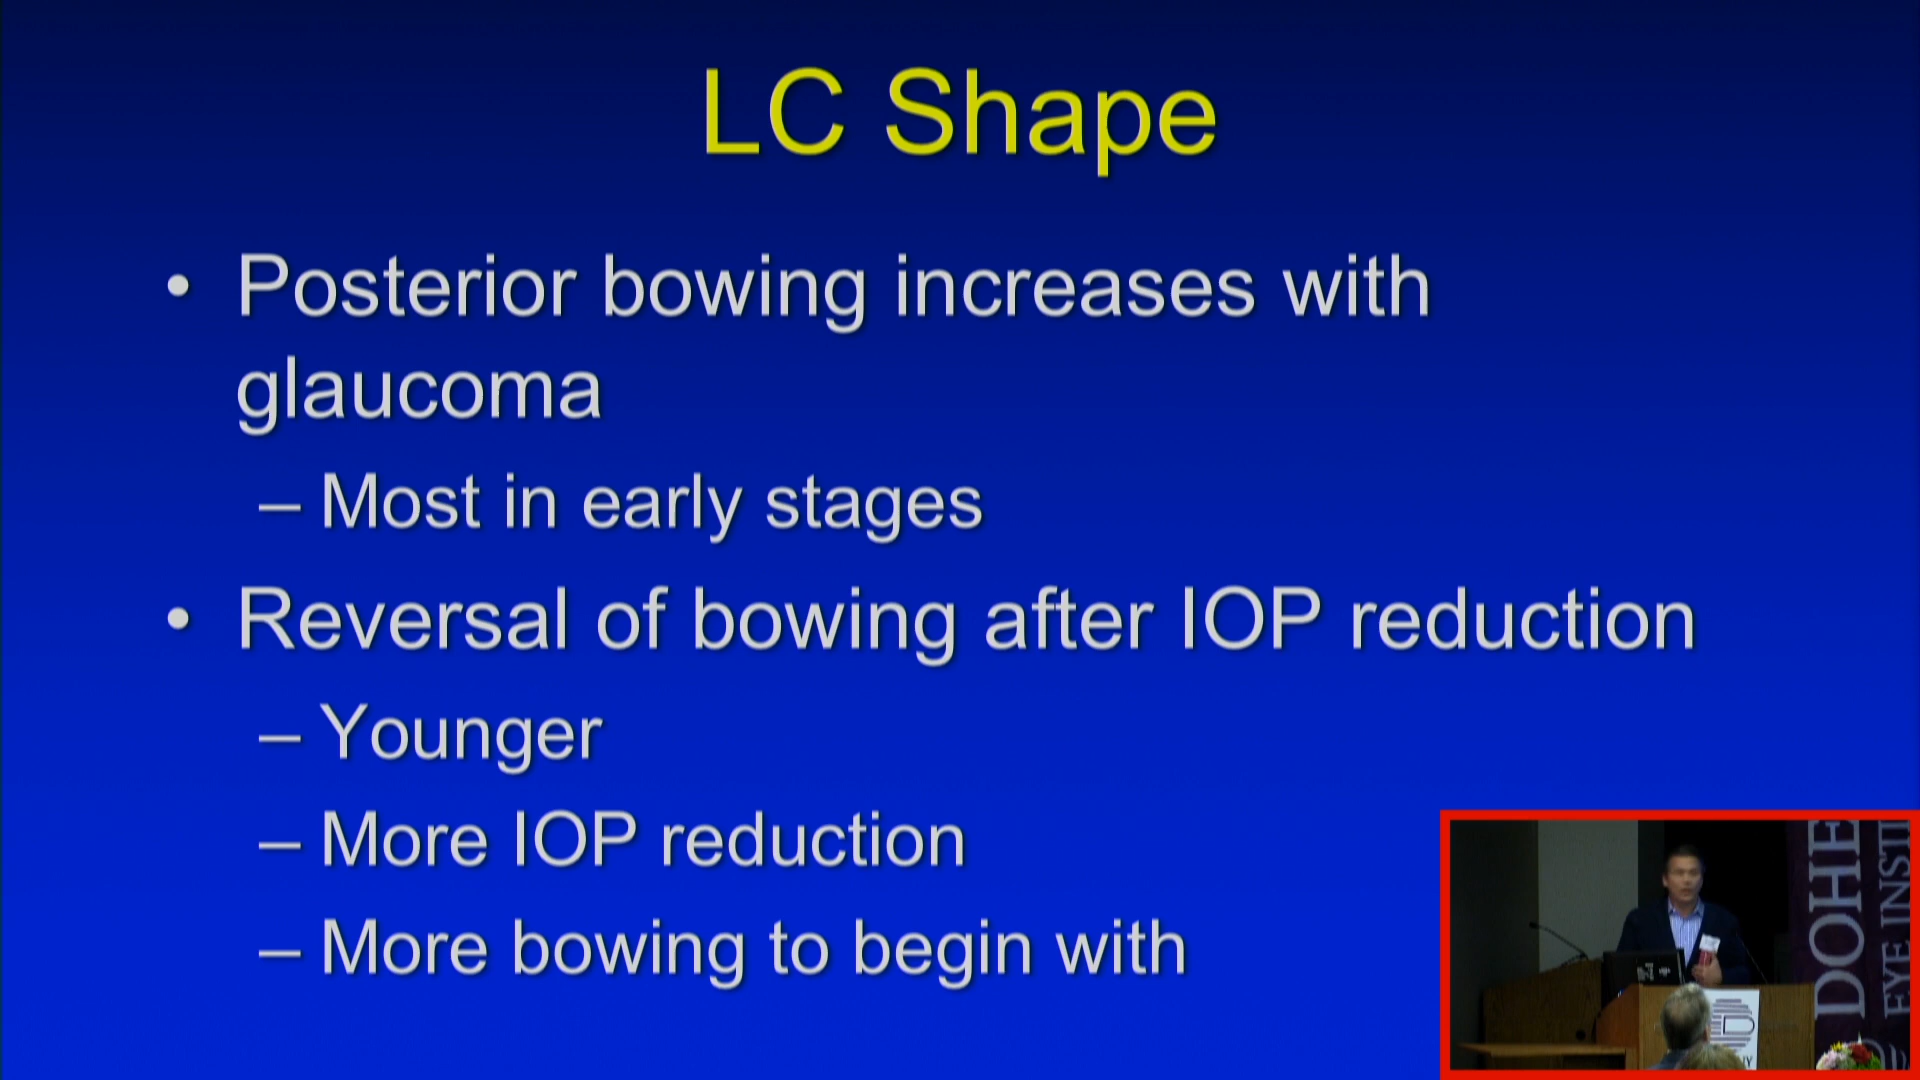 LC Shape
• Posterior bowing increases with
glaucoma
– Most in early stages
• Reversal of bowing after IOP reduction
– Younger
– More IOP reduction
– More bowing to begin with
DOHE
EYE INSTI